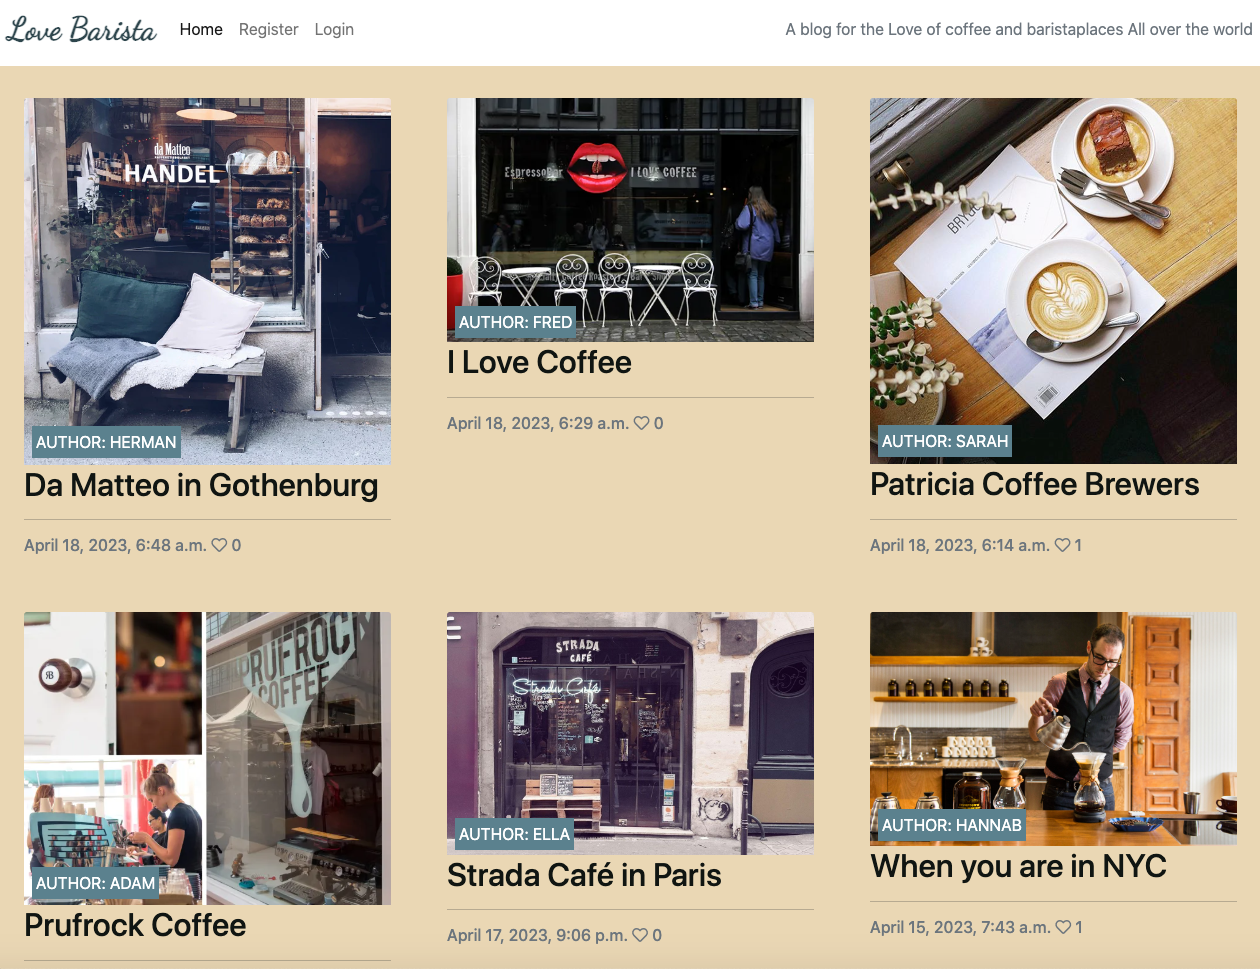 Love Barista
Home Register Login
A blog for the Love of coffee and baristaplaces All over the world
da Matteo
HANDEL
AUTHOR: HERMAN
Da Matteo in Gothenburg
April 18, 2023, 6:48 a.m. 0
EspressoBar I LOVE COFFEE
AUTHOR: FRED
I Love Coffee
April 18, 2023, 6:29 a.m. 0
AUTHOR: SARAH
Patricia Coffee Brewers
April 18, 2023, 6:14 a.m. 1
PRUFROCK
COFFEE
AUTHOR: ADAM
Prufrock Coffee
STRADA
CAFÉ
Strada Café
AUTHOR: ELLA
Strada Café in Paris
April 17, 2023, 9:06 p.m. 0
AUTHOR: HANNAB
When you are in NYC
April 15, 2023, 7:43 a.m. 1